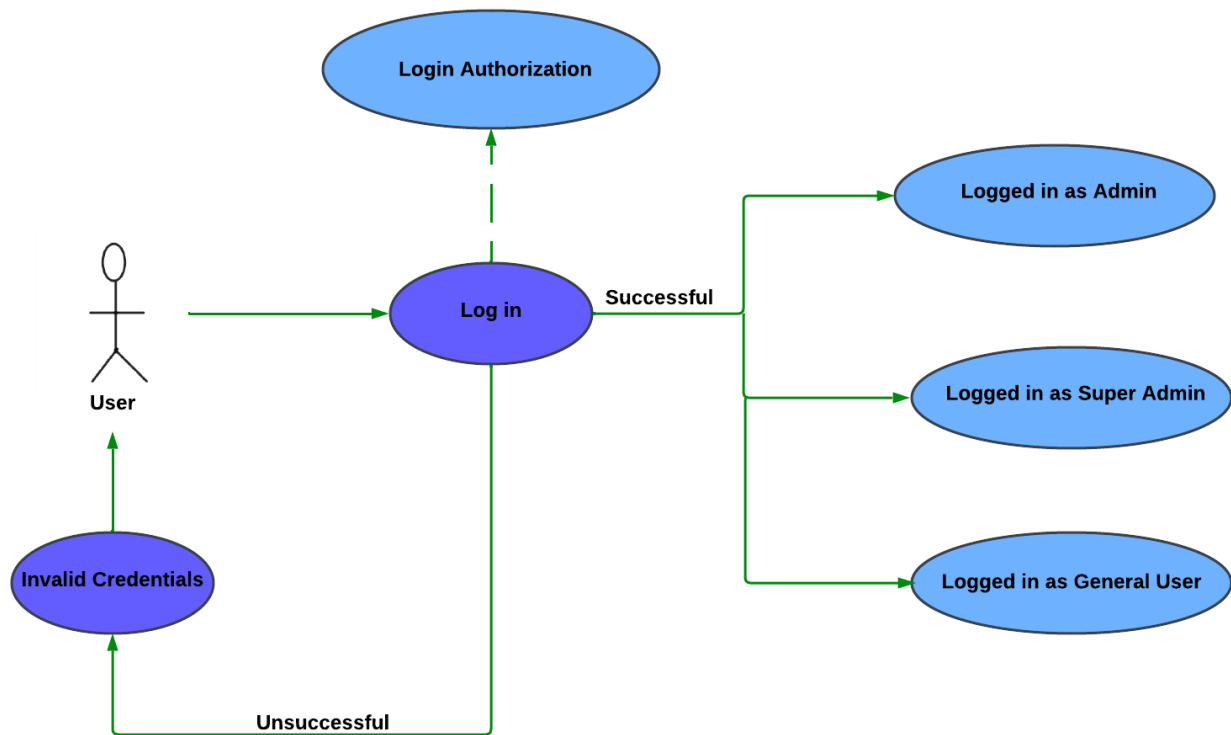 Login Authorization
Logged in as Admin
Successful
Log in
Logged in as Super Admin
User
Invalid Credentials
Logged in as General User
Unsuccessful